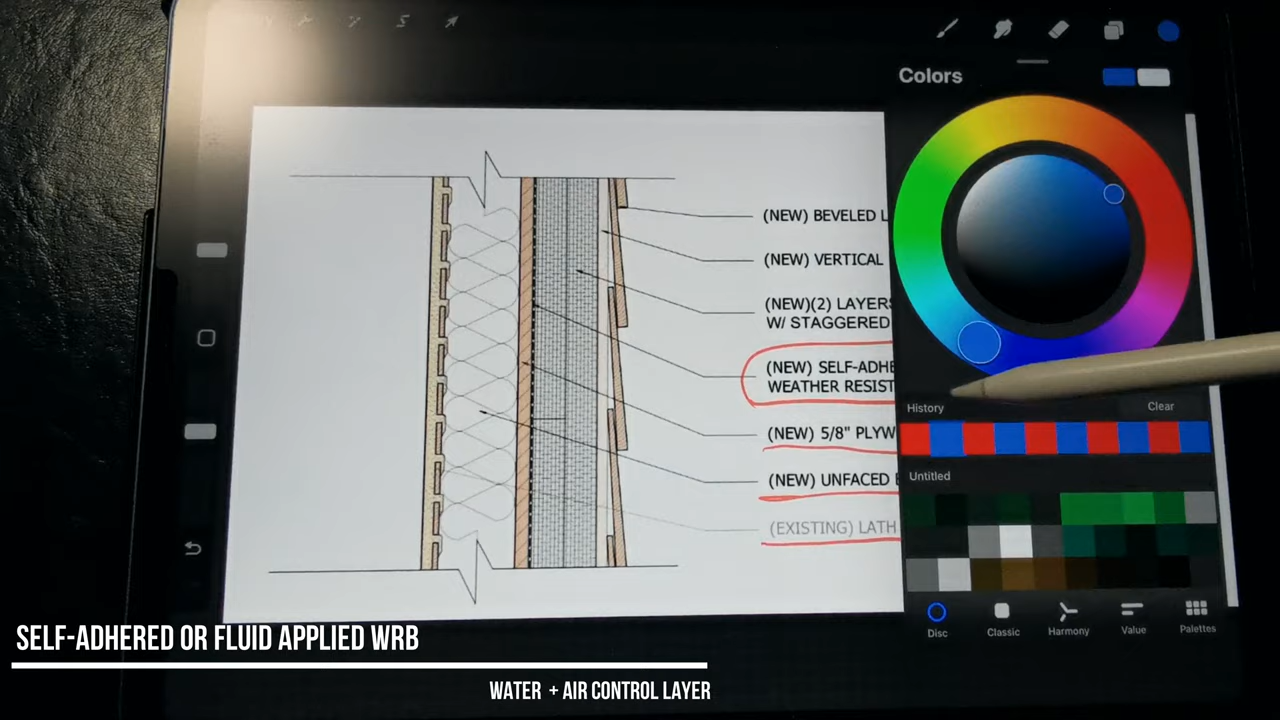 Colors
(NEW) BEVELED L
(NEW) VERTICAL
(NEW)(2) LAYERS
W/ STAGGERED
(NEW) SELF-ADHE
WEATHER RESIST
(NEW) 5/8" PLYW
(NEW) UNFACED
(EXISTING) LATH
History
Clear
Untitled
Disc
Classic
Harmony
Value
Palettes
SELF-ADHERED OR FLUID APPLIED WRB
WATER + AIR CONTROL LAYER